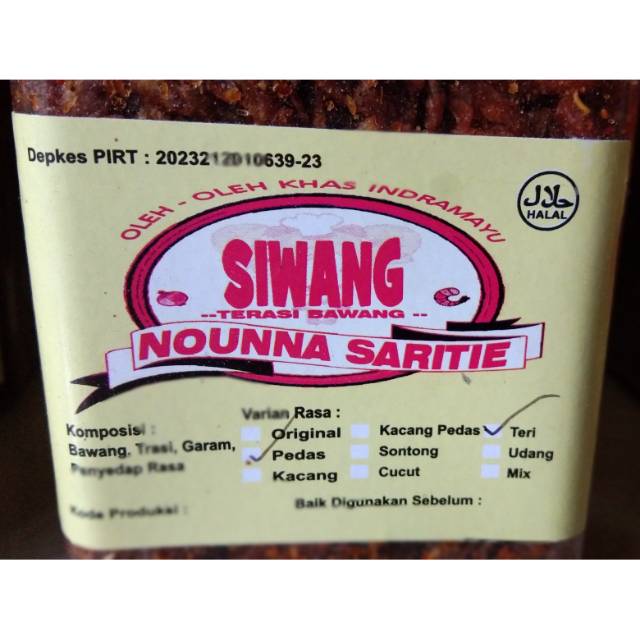 Depkes PIRT : 2023212010639-23
OLEH - OLEH KHAS INDRAMAYU
حلال
HALAL
SIWANG
--TERASI BAWANG --
NOUNNA SARITIE
Varian Rasa :
Komposisi :
Bawang, Trasi, Garam,
Penyedap Rasa
Original
Pedas
Kacang
Kacang Pedas
Sontong
Cucut
Teri
Udang
Mix
Kode Produksi :
Baik Digunakan Sebelum :